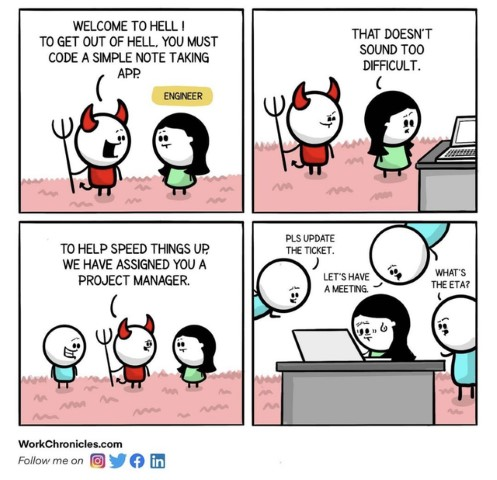 WELCOME TO HELL !
TO GET OUT OF HELL, YOU MUST
CODE A SIMPLE NOTE TAKING
APP.
ENGINEER
THAT DOESN'T
SOUND TOO
DIFFICULT.
TO HELP SPEED THINGS UP,
WE HAVE ASSIGNED YOU A
PROJECT MANAGER.
PLS UPDATE
THE TICKET.
LET'S HAVE
A MEETING.
WHAT'S
THE ETA?
WorkChronicles.com
Follow me on